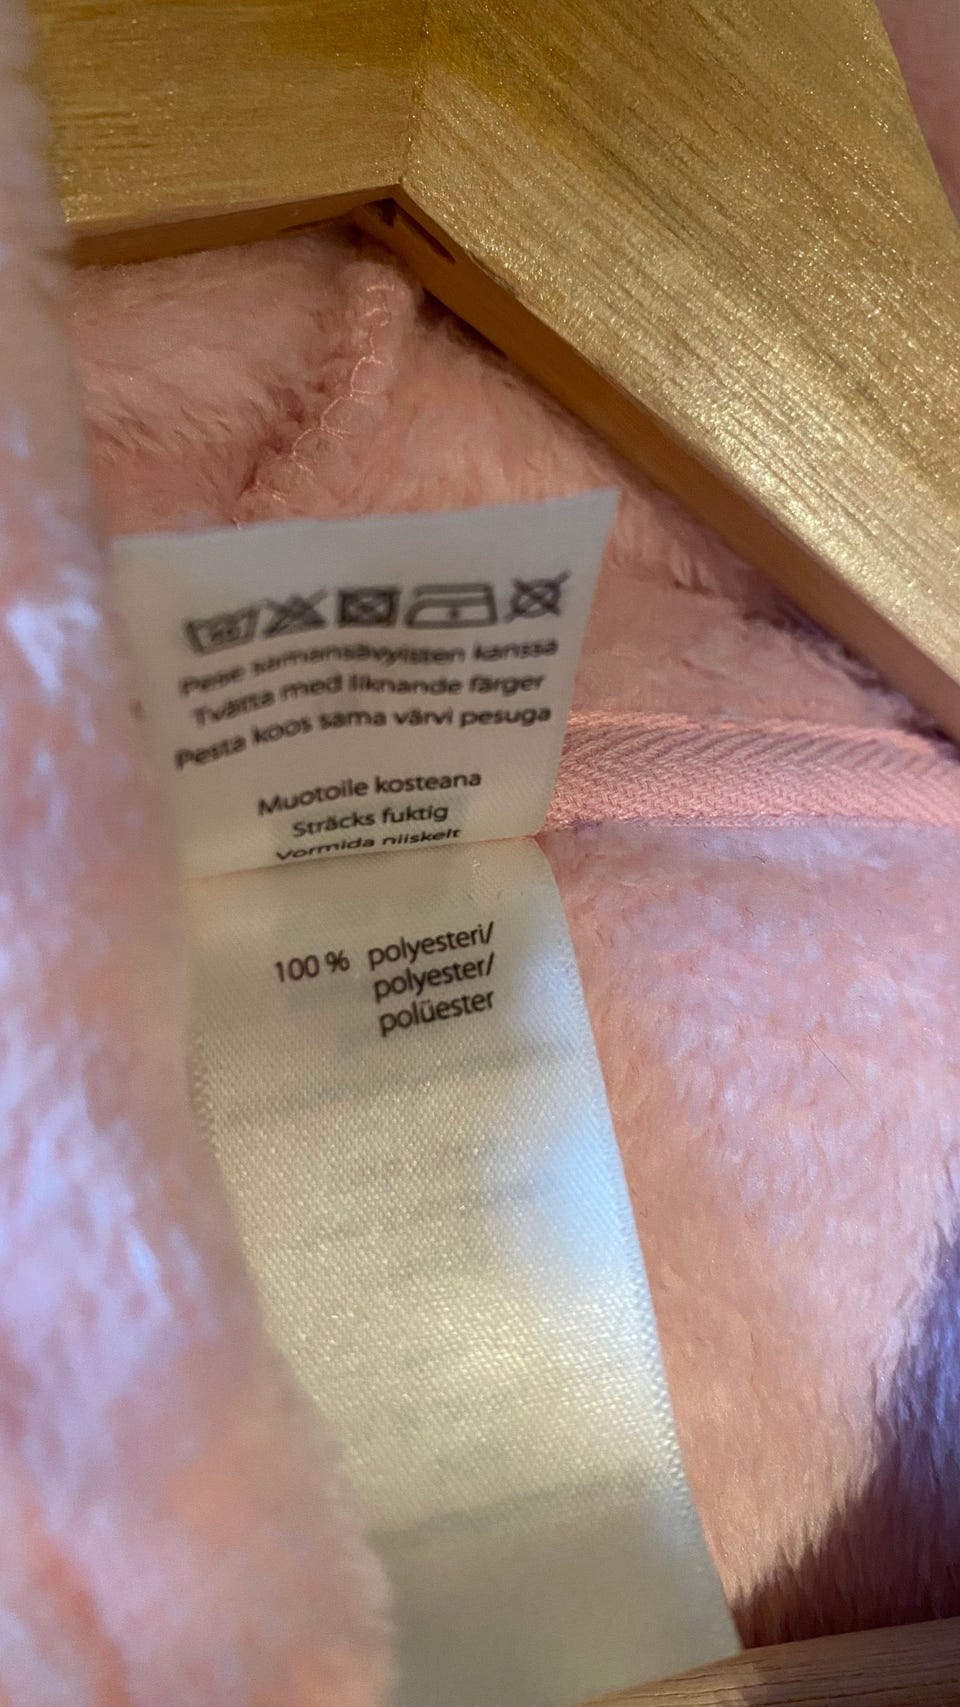 Pese samansävyisten kanssa
Tvätta med liknande färger
Pesta koos sama värvi pesuga
Muotoile kosteana
Sträcks fuktig
Vormida niiskelt
100 % polyesteri/
polyester/
polüester